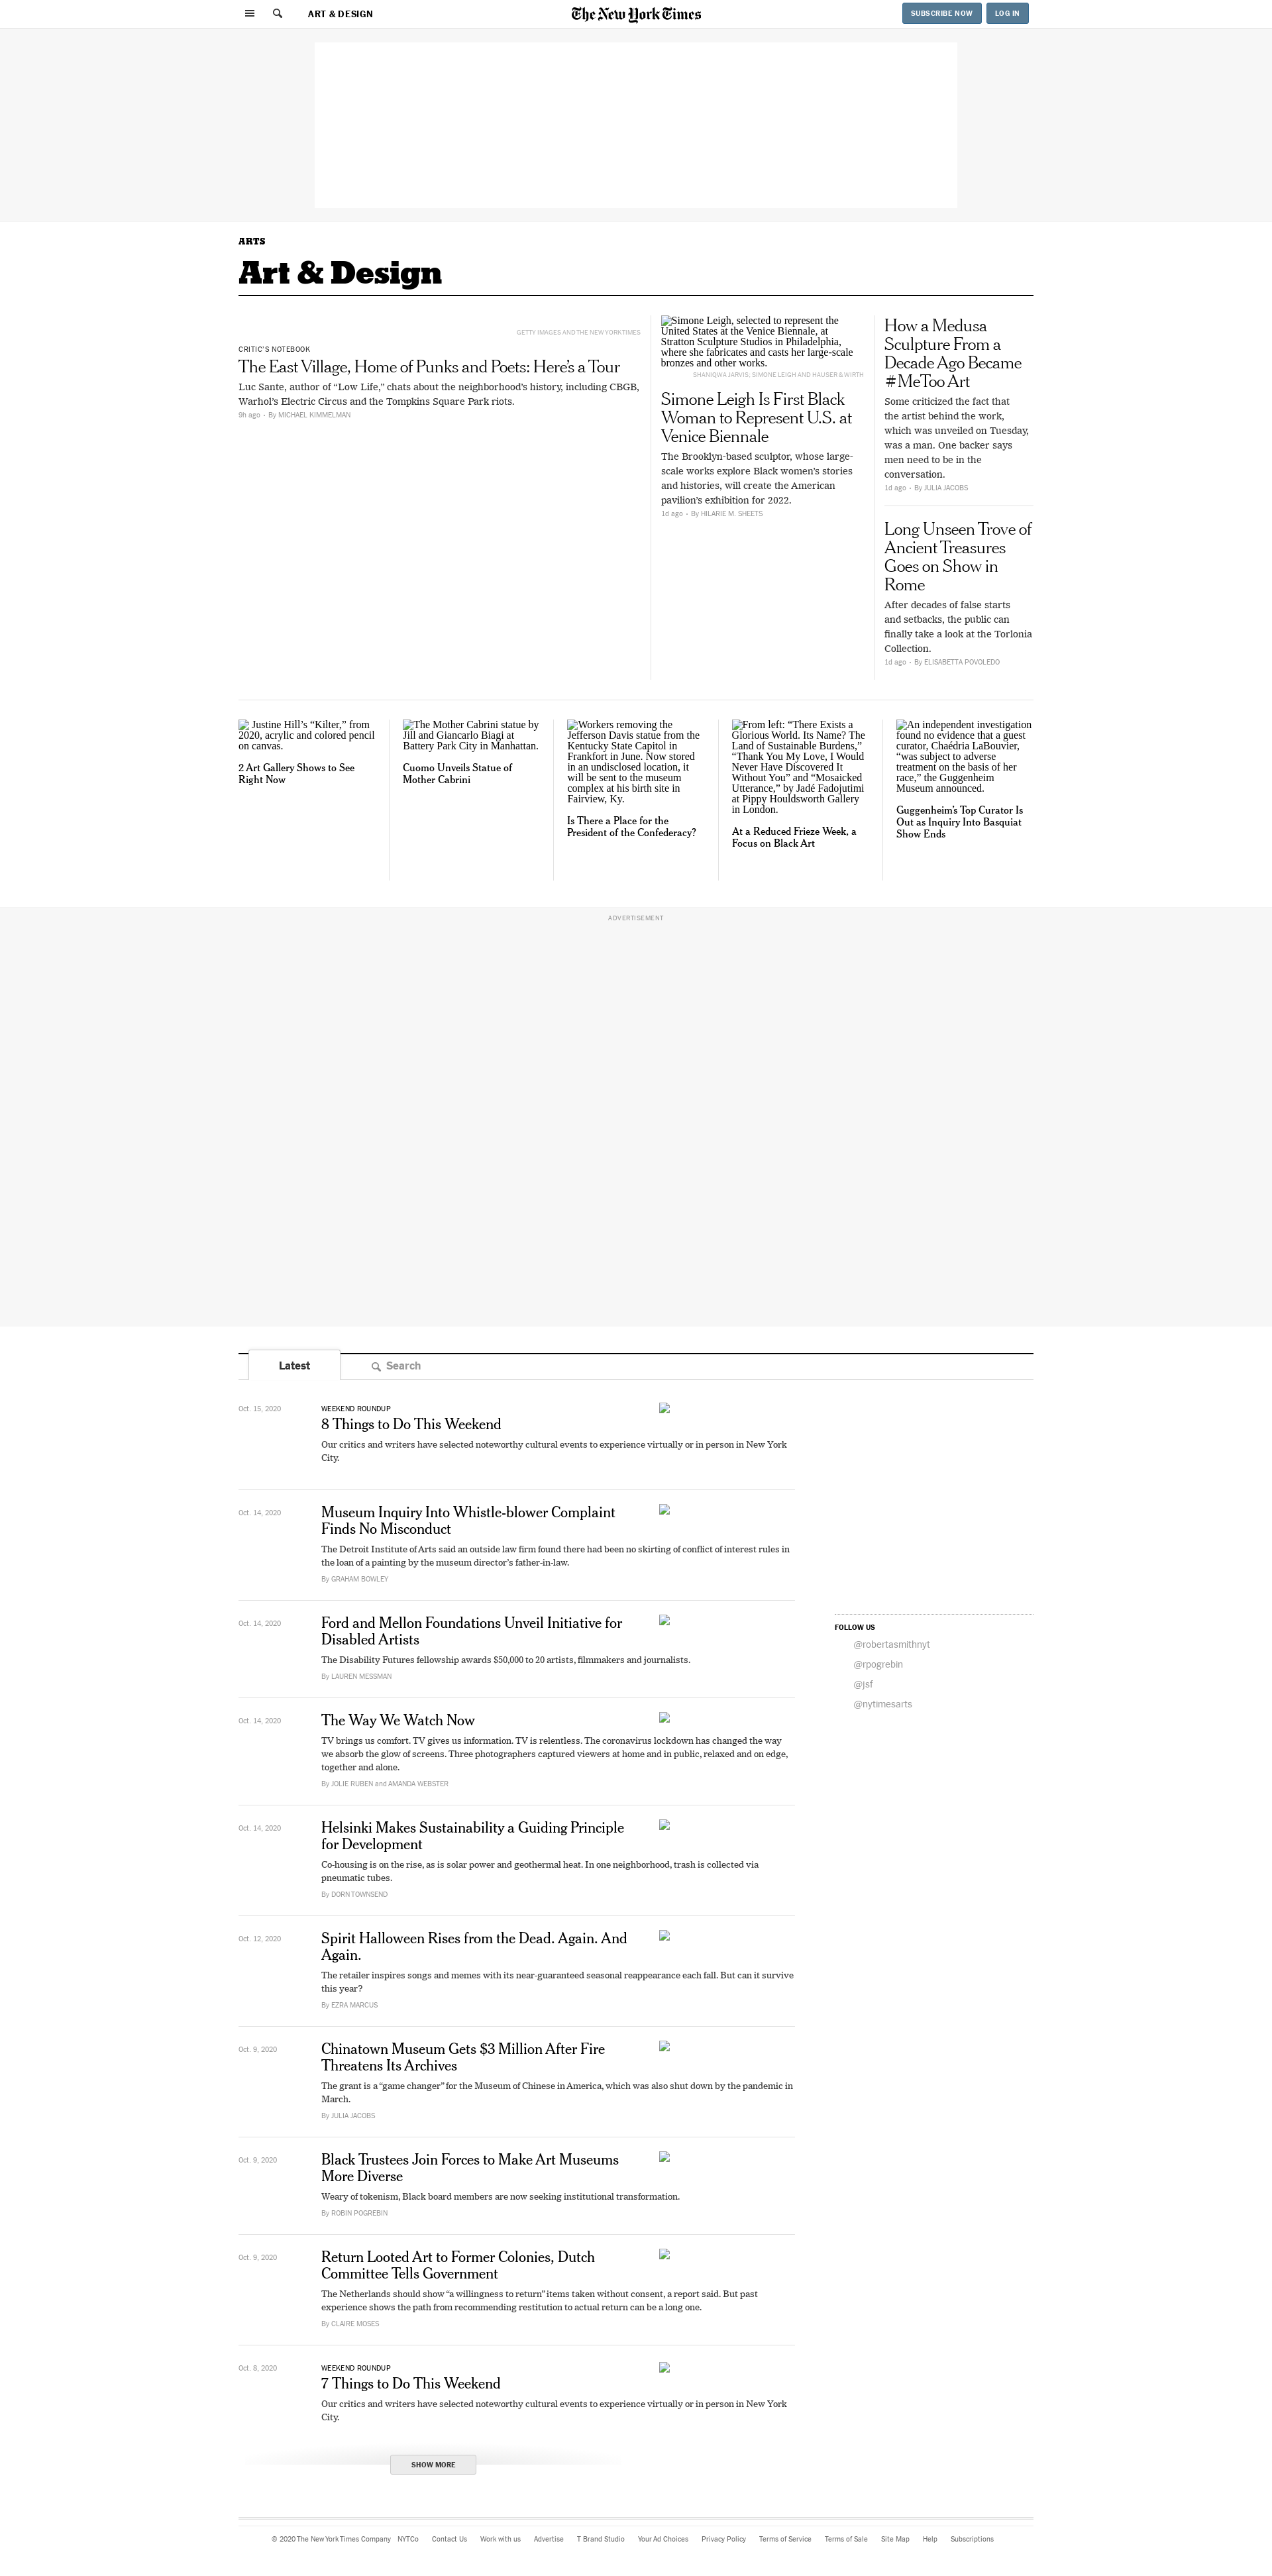 ART & DESIGN
The New York Times
SUBSCRIBE NOW
LOG IN
ARTS
Art & Design
GETTY IMAGES AND THE NEW YORK TIMES
CRITIC'S NOTEBOOK
The East Village, Home of Punks and Poets: Here’s a Tour
Luc Sante, author of “Low Life,” chats about the neighborhood’s history, including CBGB,
Warhol’s Electric Circus and the Tompkins Square Park riots.
9h ago • By MICHAEL KIMMELMAN
Simone Leigh, selected to represent the
United States at the Venice Biennale, at
Stratton Sculpture Studios in Philadelphia,
where she fabricates and casts her large-scale
bronzes and other works.
SHANIQWA JARVIS; SIMONE LEIGH AND HAUSER & WIRTH
Simone Leigh Is First Black
Woman to Represent U.S. at
Venice Biennale
The Brooklyn-based sculptor, whose large-
scale works explore Black women’s stories
and histories, will create the American
pavilion’s exhibition for 2022.
1d ago • By HILARIE M. SHEETS
How a Medusa
Sculpture From a
Decade Ago Became
#MeToo Art
Some criticized the fact that
the artist behind the work,
which was unveiled on Tuesday,
was a man. One backer says
men need to be in the
conversation.
1d ago • By JULIA JACOBS
Long Unseen Trove of
Ancient Treasures
Goes on Show in
Rome
After decades of false starts
and setbacks, the public can
finally take a look at the Torlonia
Collection.
1d ago • By ELISABETTA POVOLEDO
Justine Hill’s “Kilter,” from
2020, acrylic and colored pencil
on canvas.
2 Art Gallery Shows to See
Right Now
The Mother Cabrini statue by
Jill and Giancarlo Biagi at
Battery Park City in Manhattan.
Cuomo Unveils Statue of
Mother Cabrini
Workers removing the
Jefferson Davis statue from the
Kentucky State Capitol in
Frankfort in June. Now stored
in an undisclosed location, it
will be sent to the museum
complex at his birth site in
Fairview, Ky.
Is There a Place for the
President of the Confederacy?
From left: “There Exists a
Glorious World. Its Name? The
Land of Sustainable Burdens,”
“Thank You My Love, I Would
Never Have Discovered It
Without You” and “Mosaicked
Utterance,” by Jadé Fadojutimi
at Pippy Houldsworth Gallery
in London.
At a Reduced Frieze Week, a
Focus on Black Art
An independent investigation
found no evidence that a guest
curator, Chaédria LaBouvier,
“was subject to adverse
treatment on the basis of her
race,” the Guggenheim
Museum announced.
Guggenheim’s Top Curator Is
Out as Inquiry Into Basquiat
Show Ends
ADVERTISEMENT
Latest
Search
Oct. 15, 2020
WEEKEND ROUNDUP
8 Things to Do This Weekend
Our critics and writers have selected noteworthy cultural events to experience virtually or in person in New York
City.
Oct. 14, 2020
Museum Inquiry Into Whistle-blower Complaint
Finds No Misconduct
The Detroit Institute of Arts said an outside law firm found there had been no skirting of conflict of interest rules in
the loan of a painting by the museum director’s father-in-law.
By GRAHAM BOWLEY
Oct. 14, 2020
Ford and Mellon Foundations Unveil Initiative for
Disabled Artists
The Disability Futures fellowship awards $50,000 to 20 artists, filmmakers and journalists.
By LAUREN MESSMAN
FOLLOW US
@robertasmithnyt
@rpogrebin
@jsf
@nytimesarts
Oct. 14, 2020
The Way We Watch Now
TV brings us comfort. TV gives us information. TV is relentless. The coronavirus lockdown has changed the way
we absorb the glow of screens. Three photographers captured viewers at home and in public, relaxed and on edge,
together and alone.
By JOLIE RUBEN and AMANDA WEBSTER
Oct. 14, 2020
Helsinki Makes Sustainability a Guiding Principle
for Development
Co-housing is on the rise, as is solar power and geothermal heat. In one neighborhood, trash is collected via
pneumatic tubes.
By DORN TOWNSEND
Oct. 12, 2020
Spirit Halloween Rises from the Dead. Again. And
Again.
The retailer inspires songs and memes with its near-guaranteed seasonal reappearance each fall. But can it survive
this year?
By EZRA MARCUS
Oct. 9, 2020
Chinatown Museum Gets $3 Million After Fire
Threatens Its Archives
The grant is a “game changer” for the Museum of Chinese in America, which was also shut down by the pandemic in
March.
By JULIA JACOBS
Oct. 9, 2020
Black Trustees Join Forces to Make Art Museums
More Diverse
Weary of tokenism, Black board members are now seeking institutional transformation.
By ROBIN POGREBIN
Oct. 9, 2020
Return Looted Art to Former Colonies, Dutch
Committee Tells Government
The Netherlands should show “a willingness to return” items taken without consent, a report said. But past
experience shows the path from recommending restitution to actual return can be a long one.
By CLAIRE MOSES
Oct. 8, 2020
WEEKEND ROUNDUP
7 Things to Do This Weekend
Our critics and writers have selected noteworthy cultural events to experience virtually or in person in New York
City.
SHOW MORE
© 2020 The New York Times Company NYTCo Contact Us Work with us Advertise T Brand Studio Your Ad Choices Privacy Policy Terms of Service Terms of Sale Site Map Help Subscriptions